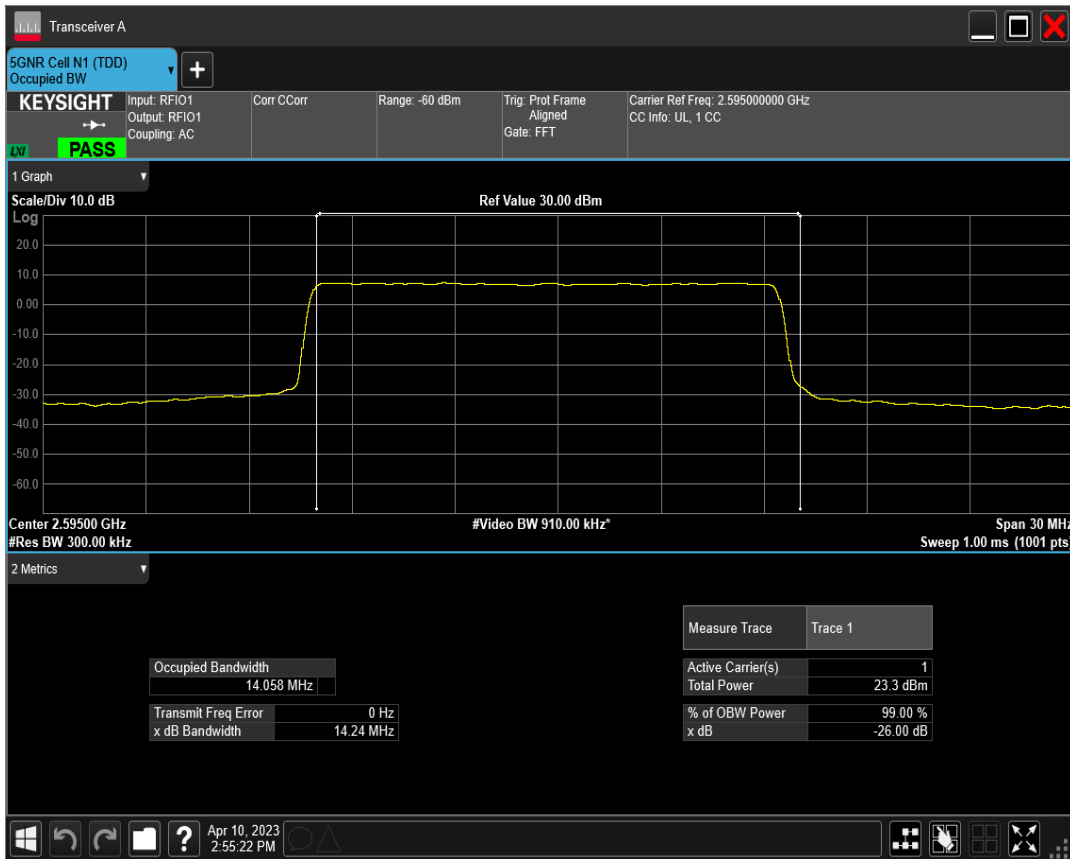 Transceiver A
5GNR Cell N1 (TDD)
Occupied BW
+
KEYSIGHT
LXI
PASS
Input: RFIO1
Output: RFIO1
Coupling: AC
Corr CCorr
Range: -60 dBm
Trig: Prot Frame
Aligned
Gate: FFT
Carrier Ref Freq: 2.595000000 GHz
CC Info: UL, 1 CC
1 Graph
Scale/Div 10.0 dB
Ref Value 30.00 dBm
Log
20.0
10.0
0.00
-10.0
-20.0
-30.0
-40.0
-50.0
-60.0
Center 2.59500 GHz
#Video BW 910.00 kHz*
Span 30 MHz
#Res BW 300.00 kHz
Sweep 1.00 ms (1001 pts)
2 Metrics
Measure Trace Trace 1
Occupied Bandwidth
14.058 MHz
Active Carrier(s) 1
Total Power 23.3 dBm
Transmit Freq Error 0 Hz
x dB Bandwidth 14.24 MHz
% of OBW Power 99.00 %
x dB -26.00 dB
?
Apr 10, 2023
2:55:22 PM